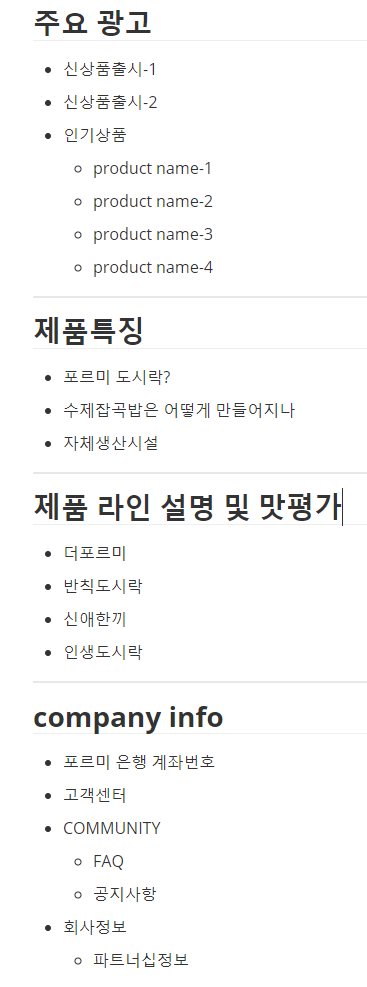 주요 광고
신상품출시-1
신상품출시-2
인기상품
product name-1
product name-2
product name-3
product name-4
제품특징
포르미 도시락?
수제잡곡밥은 어떻게 만들어지나
자체생산시설
제품 라인 설명 및 맛평가
더포르미
반칙도시락
신애한끼
인생도시락
company info
포르미 은행 계좌번호
고객센터
COMMUNITY
FAQ
공지사항
회사정보
파트너십정보